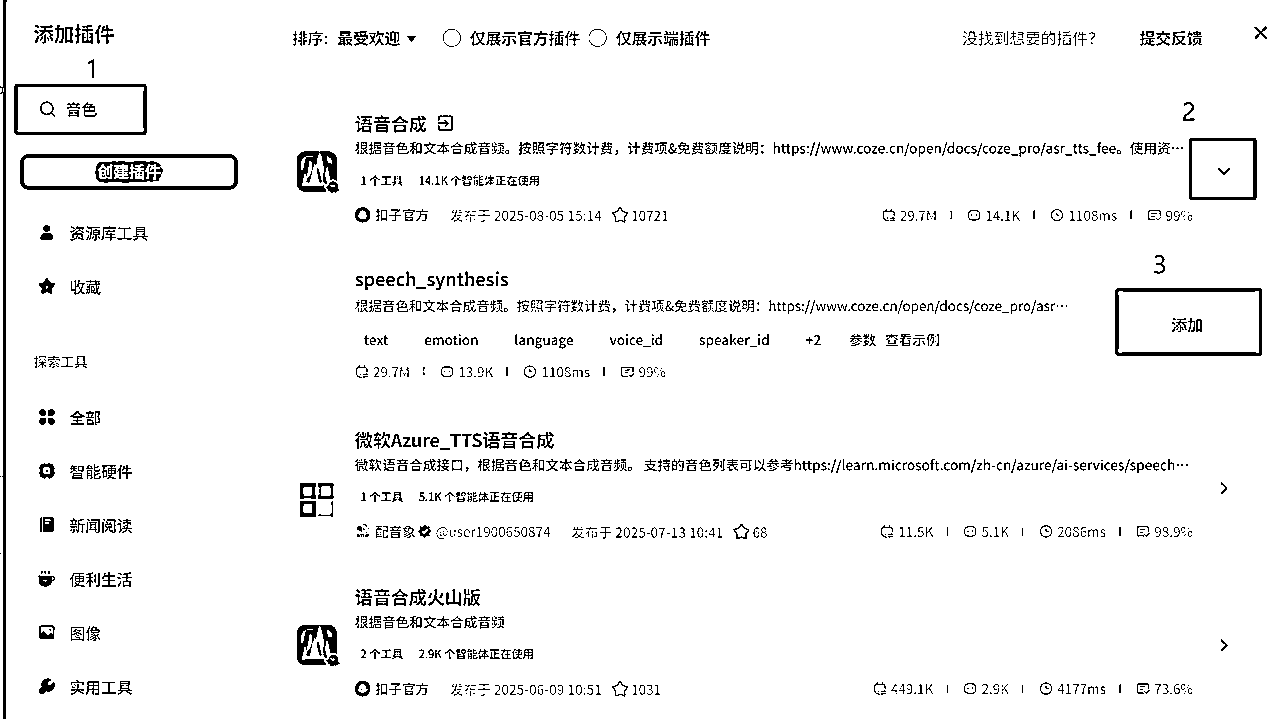 添加插件
1
音色
创建插件
资源库工具
收藏
探索工具
全部
智能硬件
新闻阅读
便利生活
图像
实用工具
排序：最受欢迎 仅展示官方插件 仅展示端插件 没找到想要的插件？ 提交反馈
语音合成
2
根据音色和文本合成音频。按照字符数计费，计费项&免费额度说明：https://www.coze.cn/open/docs/coze_pro/asr_tts_fee。使用资…
1个工具 14.1K个智能体正在使用
扣子官方 发布于 2025-08-05 15:14 10721 29.7M 14.1K 1108ms 99%
speech_synthesis
3
根据音色和文本合成音频。按照字符数计费，计费项&免费额度说明：https://www.coze.cn/open/docs/coze_pro/asr…
添加
text emotion language voice_id speaker_id +2 参数 查看示例
29.7M 13.9K 1108ms 99%
微软Azure_TTS语音合成
微软语音合成接口，根据音色和文本合成音频。 支持的音色列表可以参考https://learn.microsoft.com/zh-cn/azure/ai-services/speech…
1个工具 5.1K个智能体正在使用
配音象 @user1900650874 发布于 2025-07-13 10:41 68 11.5K 5.1K 2086ms 98.9%
语音合成火山版
根据音色和文本合成音频
2个工具 2.9K个智能体正在使用
扣子官方 发布于 2025-06-09 10:51 1031 449.1K 2.9K 4177ms 73.6%